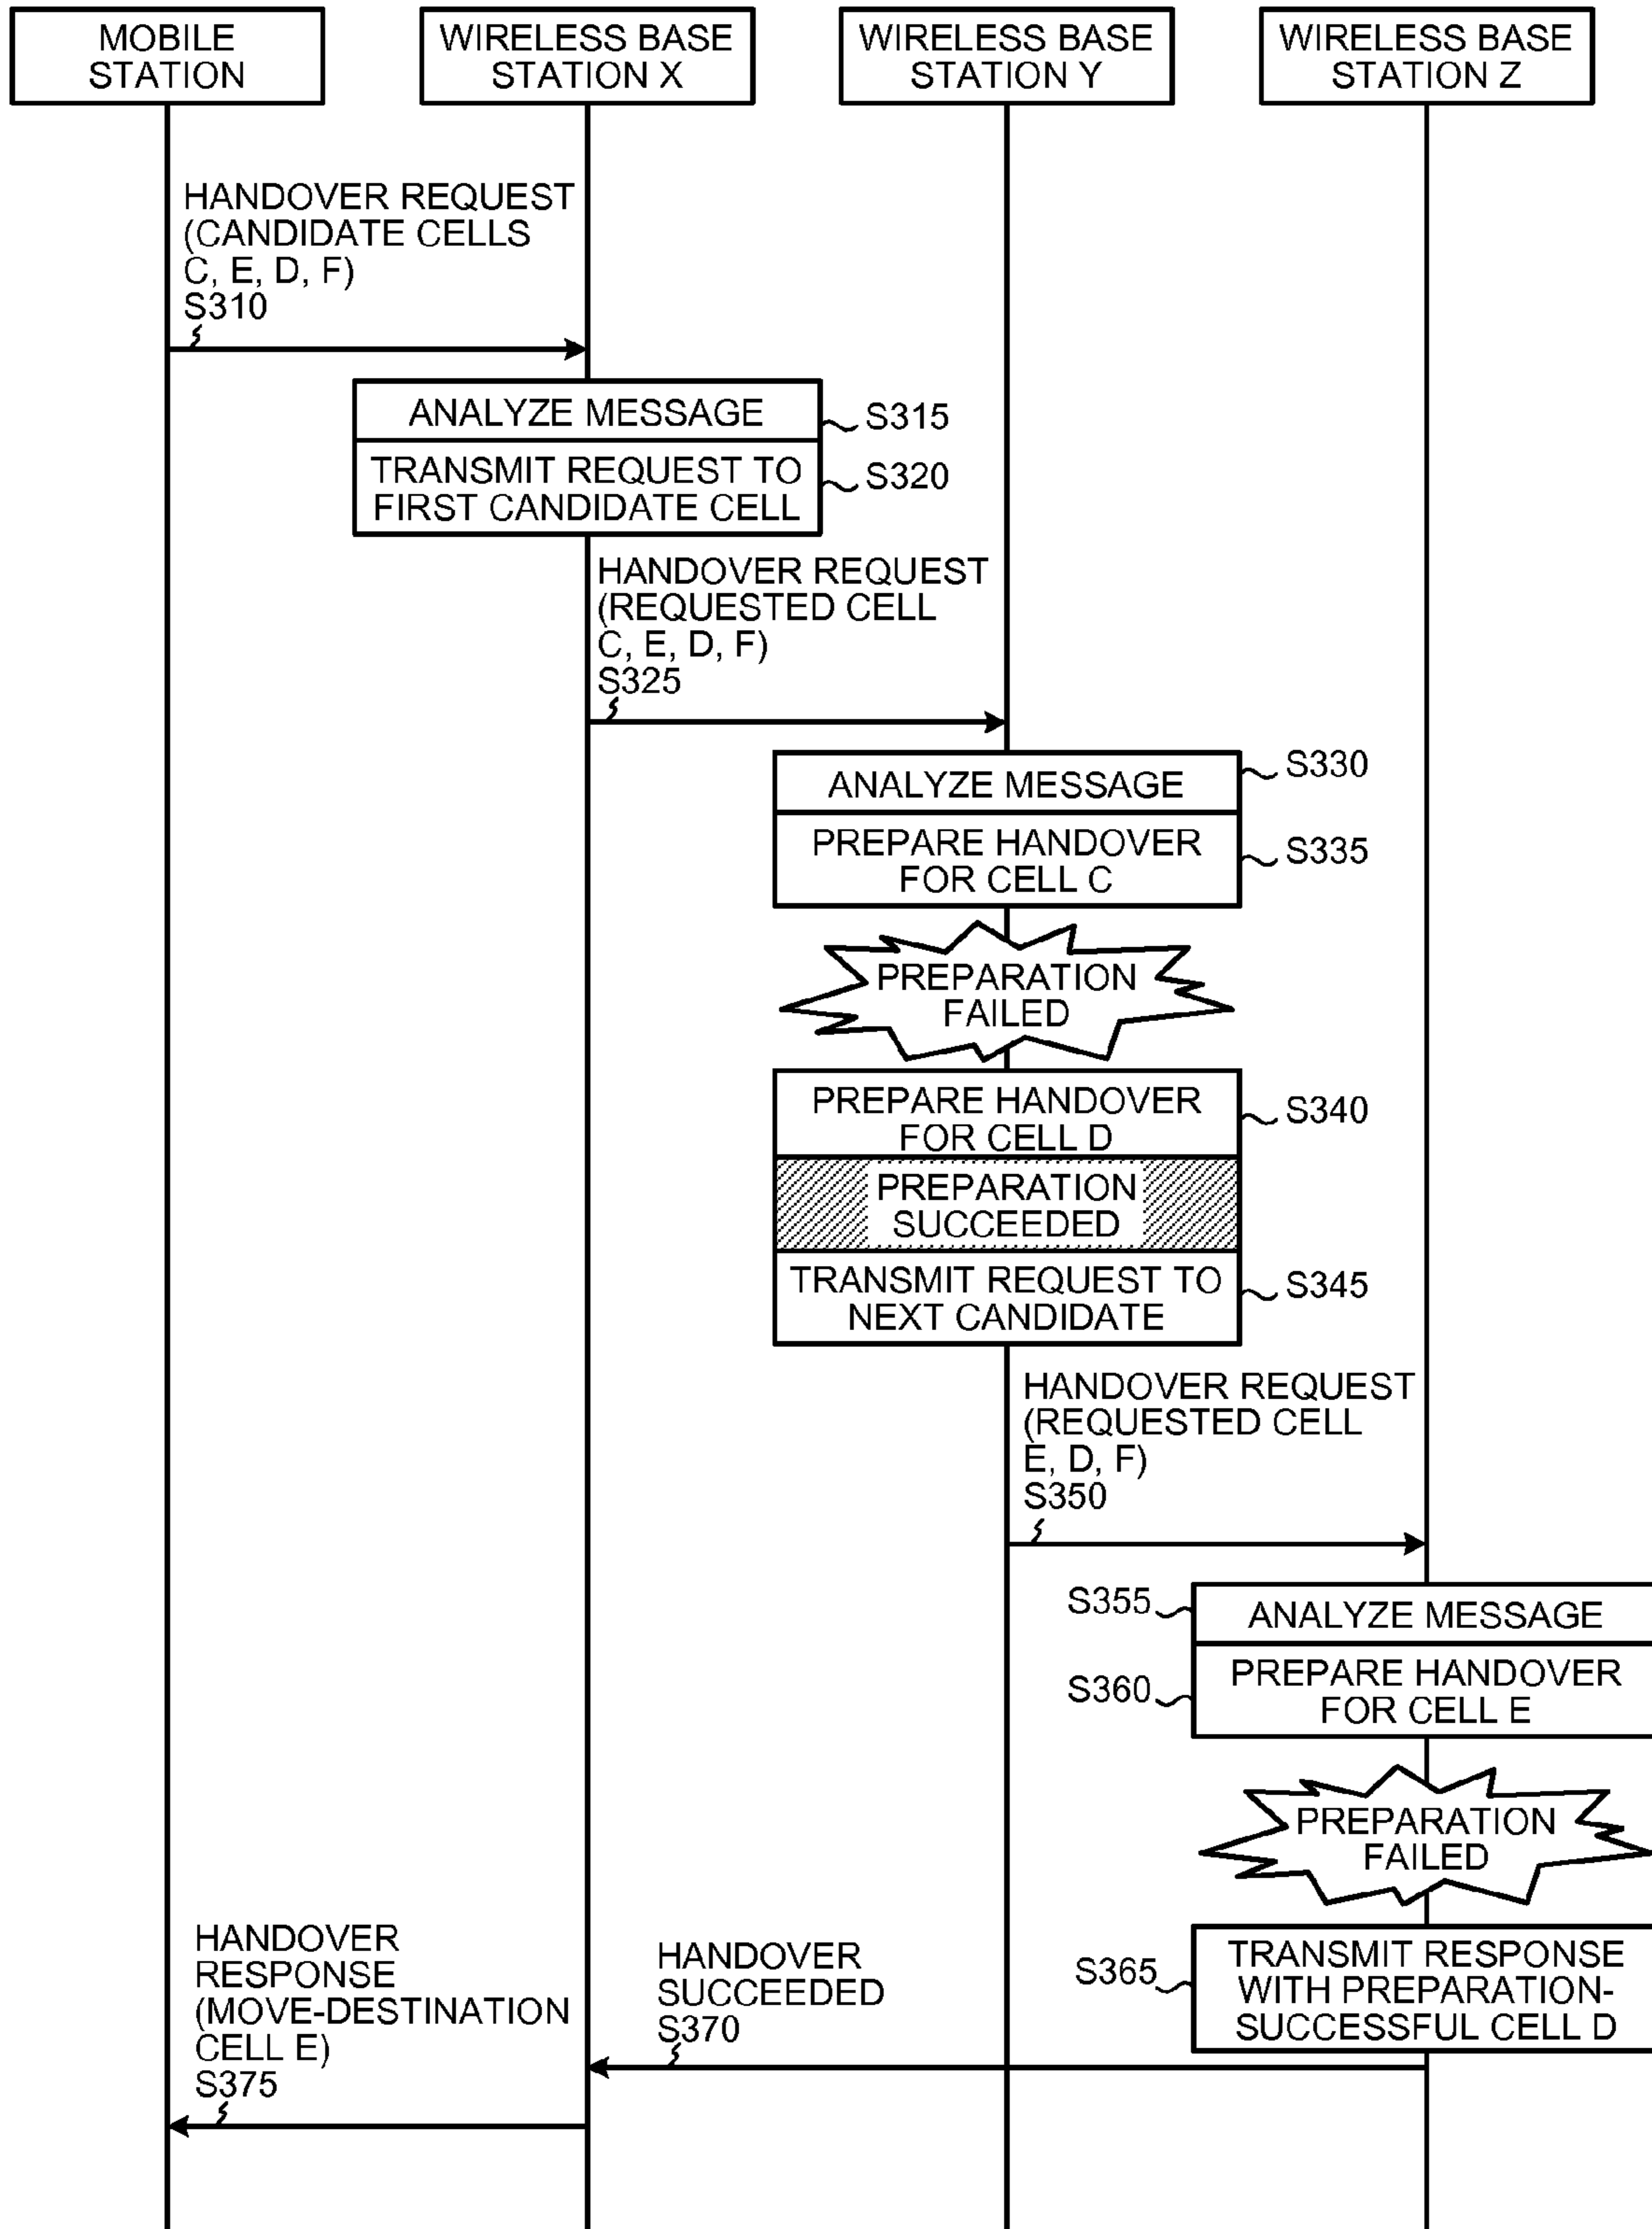 MOBILE
STATION
WIRELESS BASE
STATION X
WIRELESS BASE
STATION Y
WIRELESS BASE
STATION Z
HANDOVER REQUEST
(CANDIDATE CELLS
C, E, D, F)
S310
ANALYZE MESSAGE
S315
TRANSMIT REQUEST TO
FIRST CANDIDATE CELL
S320
HANDOVER REQUEST
(REQUESTED CELL
C, E, D, F)
S325
ANALYZE MESSAGE
S330
PREPARE HANDOVER
FOR CELL C
S335
PREPARATION
FAILED
PREPARE HANDOVER
FOR CELL D
S340
PREPARATION
SUCCEEDED
TRANSMIT REQUEST TO
NEXT CANDIDATE
S345
HANDOVER REQUEST
(REQUESTED CELL
E, D, F)
S350
S355
ANALYZE MESSAGE
S360
PREPARE HANDOVER
FOR CELL E
PREPARATION
FAILED
S365
TRANSMIT RESPONSE
WITH PREPARATION-
SUCCESSFUL CELL D
HANDOVER
SUCCEEDED
S370
HANDOVER
RESPONSE
(MOVE-DESTINATION
CELL E)
S375